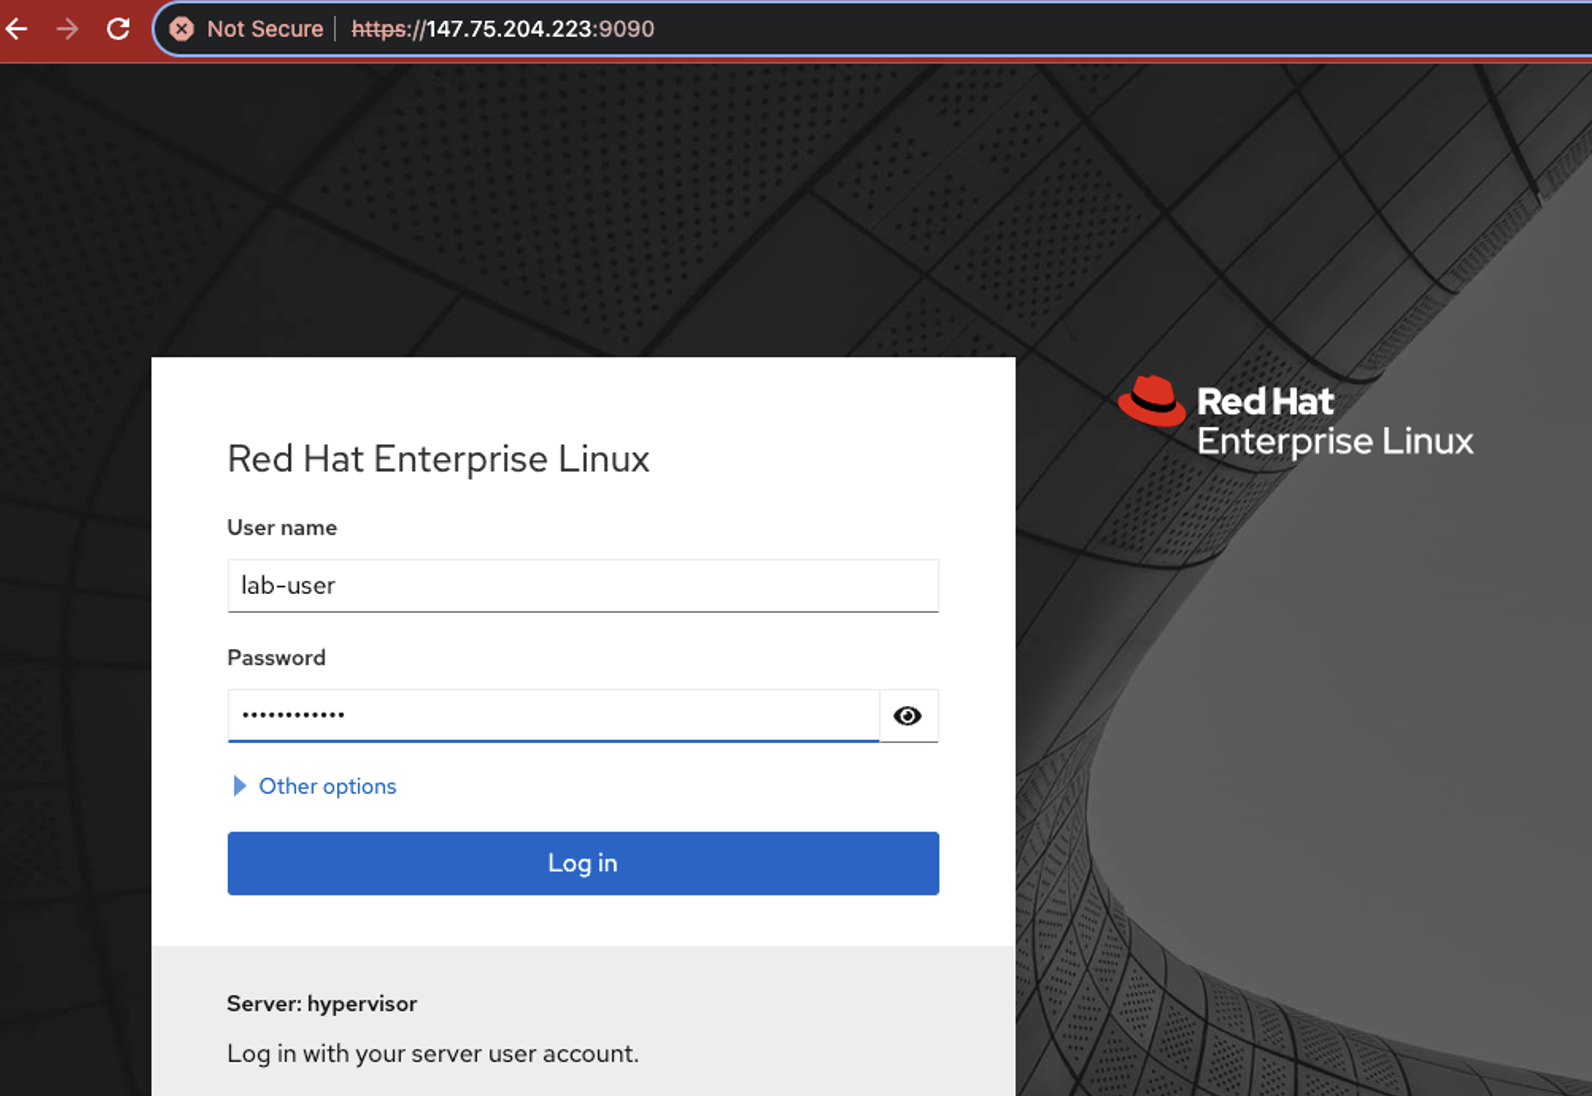 Not Secure https://147.75.204.223:9090
Red Hat
Enterprise Linux
Red Hat Enterprise Linux
User name
lab-user
Password
••••••••••••
Other options
Log in
Server: hypervisor
Log in with your server user account.